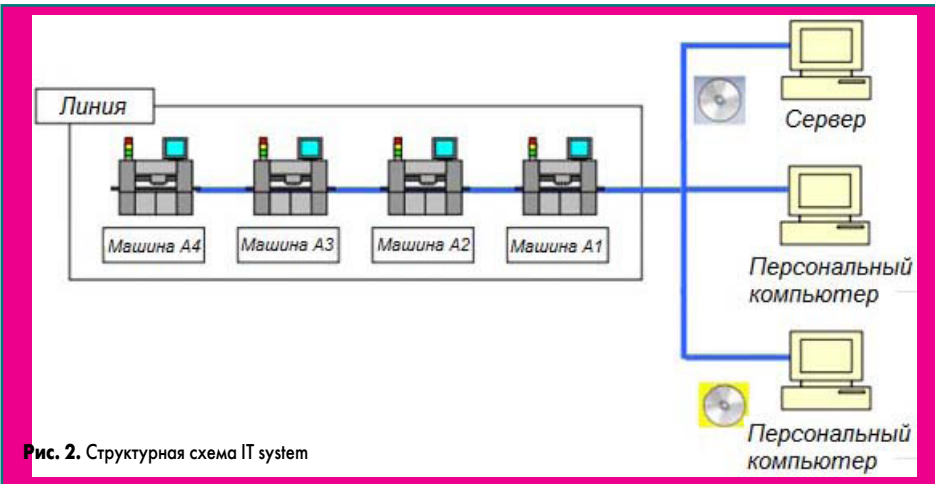 Линия
Сервер
Машина А4
Машина А3
Машина А2
Машина А1
Персональный
компьютер
Персональный
компьютер
Рис. 2. Структурная схема IT system